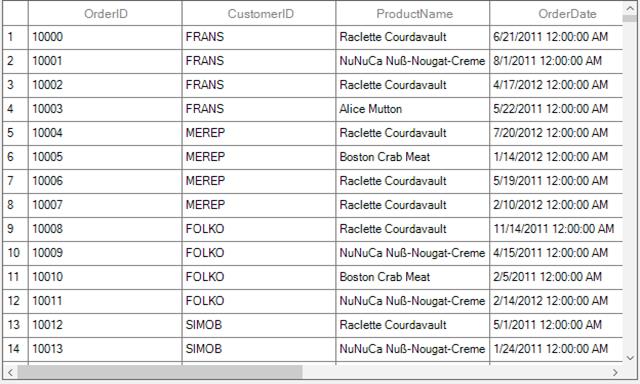 OrderID CustomerID ProductName OrderDate
1 10000 FRANS Raclette Courdavault 6/21/2011 12:00:00 AM
2 10001 FRANS NuNuCa Nuß-Nougat-Creme 8/1/2011 12:00:00 AM
3 10002 FRANS Raclette Courdavault 4/17/2012 12:00:00 AM
4 10003 FRANS Alice Mutton 5/22/2011 12:00:00 AM
5 10004 MEREP Raclette Courdavault 7/20/2012 12:00:00 AM
6 10005 MEREP Boston Crab Meat 1/14/2012 12:00:00 AM
7 10006 MEREP Raclette Courdavault 5/19/2011 12:00:00 AM
8 10007 MEREP Raclette Courdavault 2/10/2012 12:00:00 AM
9 10008 FOLKO Raclette Courdavault 11/14/2011 12:00:00 AM
10 10009 FOLKO NuNuCa Nuß-Nougat-Creme 4/15/2011 12:00:00 AM
11 10010 FOLKO Boston Crab Meat 2/5/2011 12:00:00 AM
12 10011 FOLKO NuNuCa Nuß-Nougat-Creme 2/14/2012 12:00:00 AM
13 10012 SIMOB Raclette Courdavault 5/1/2011 12:00:00 AM
14 10013 SIMOB NuNuCa Nuß-Nougat-Creme 1/24/2011 12:00:00 AM